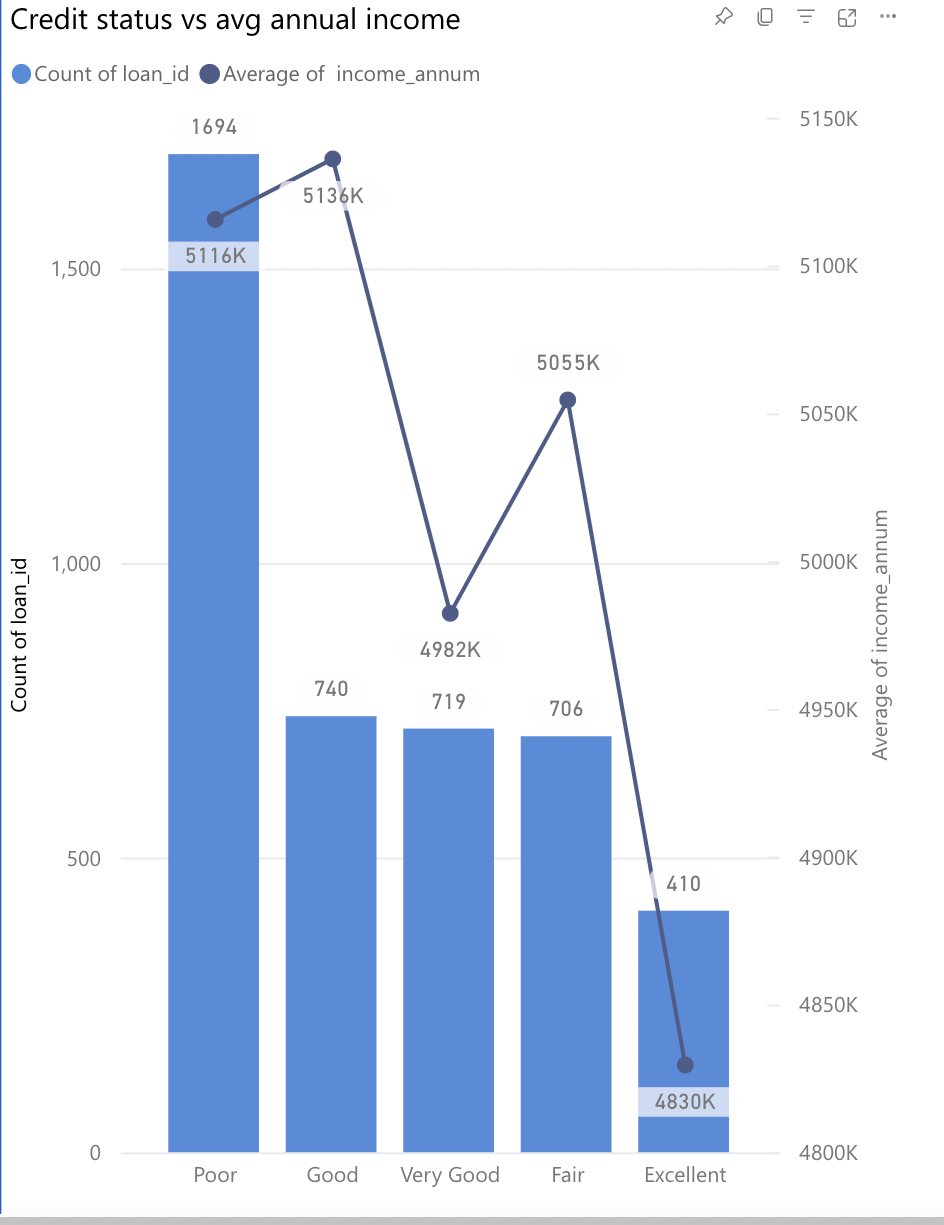 Credit status vs avg annual income
Count of loan_id Average of income_annum
1694
5150K
5136K
5116K
1,500
5100K
5055K
5050K
1,000
5000K
4982K
Count of loan_id
Average of income_annum
740
719
706
4950K
500
4900K
410
4850K
4830K
0
4800K
Poor Good Very Good Fair Excellent